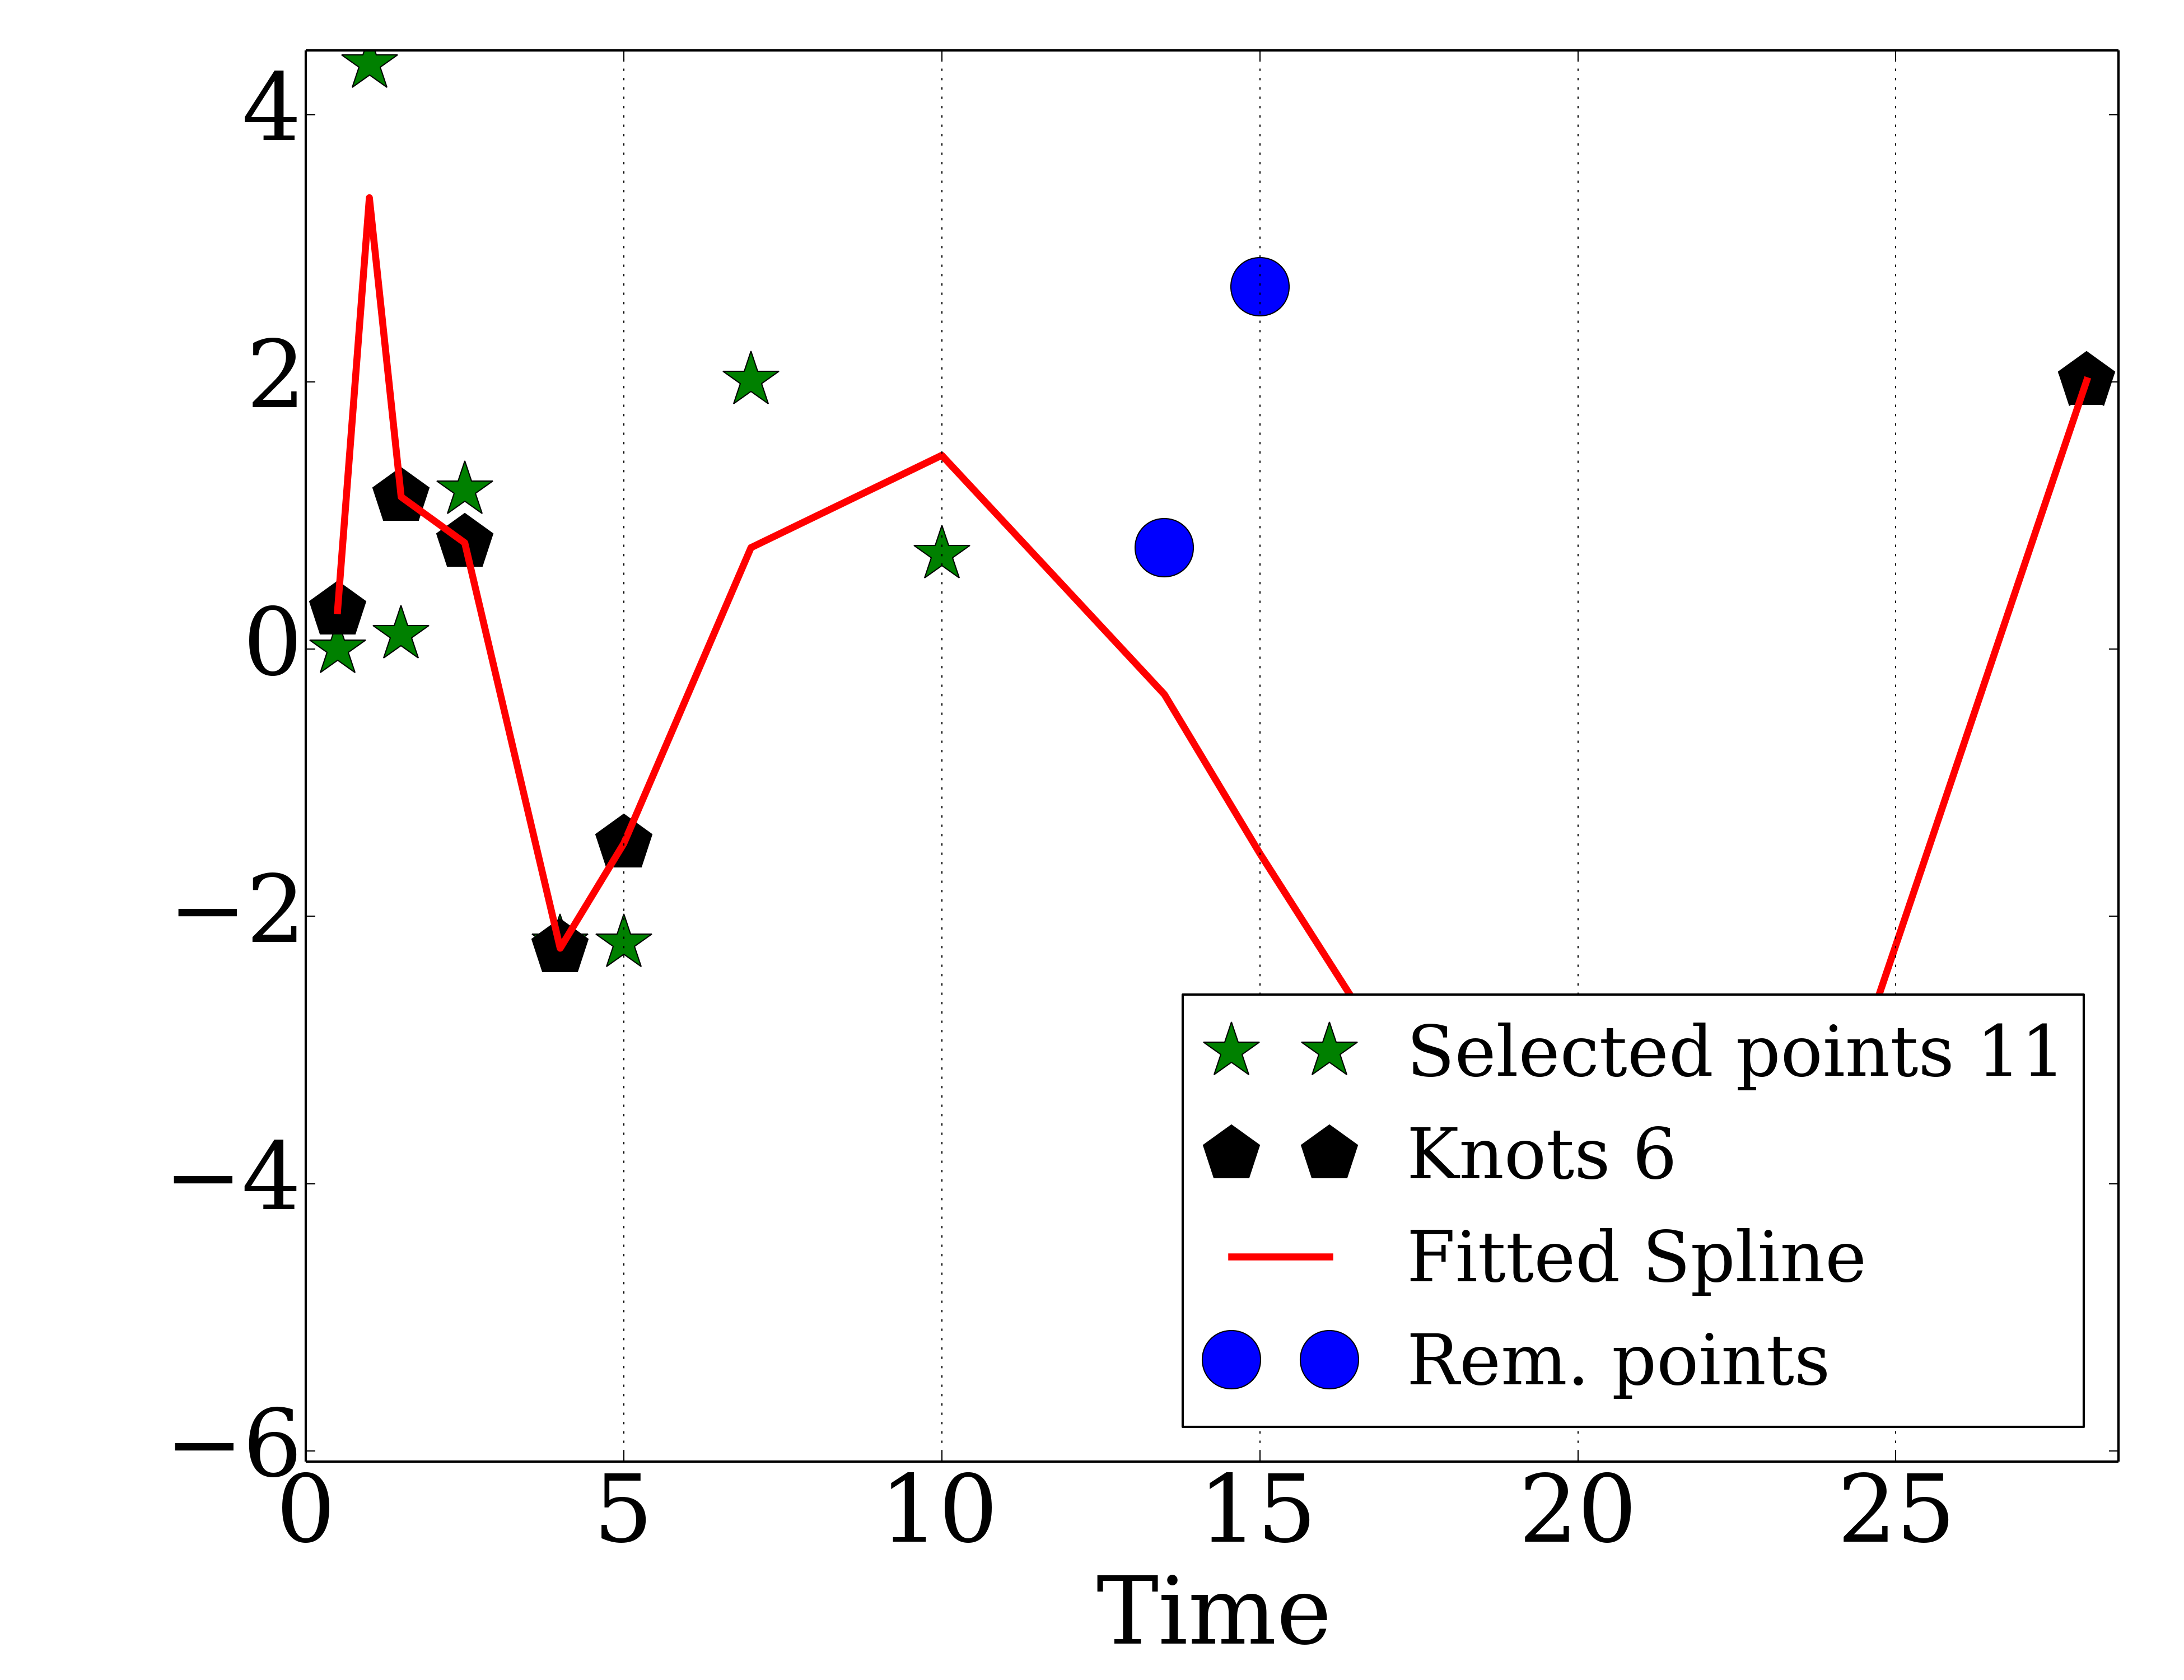 4
2
0
−2
−4
−6
0 5 10 15 20 25
Time
Selected points 11
Knots 6
Fitted Spline
Rem. points